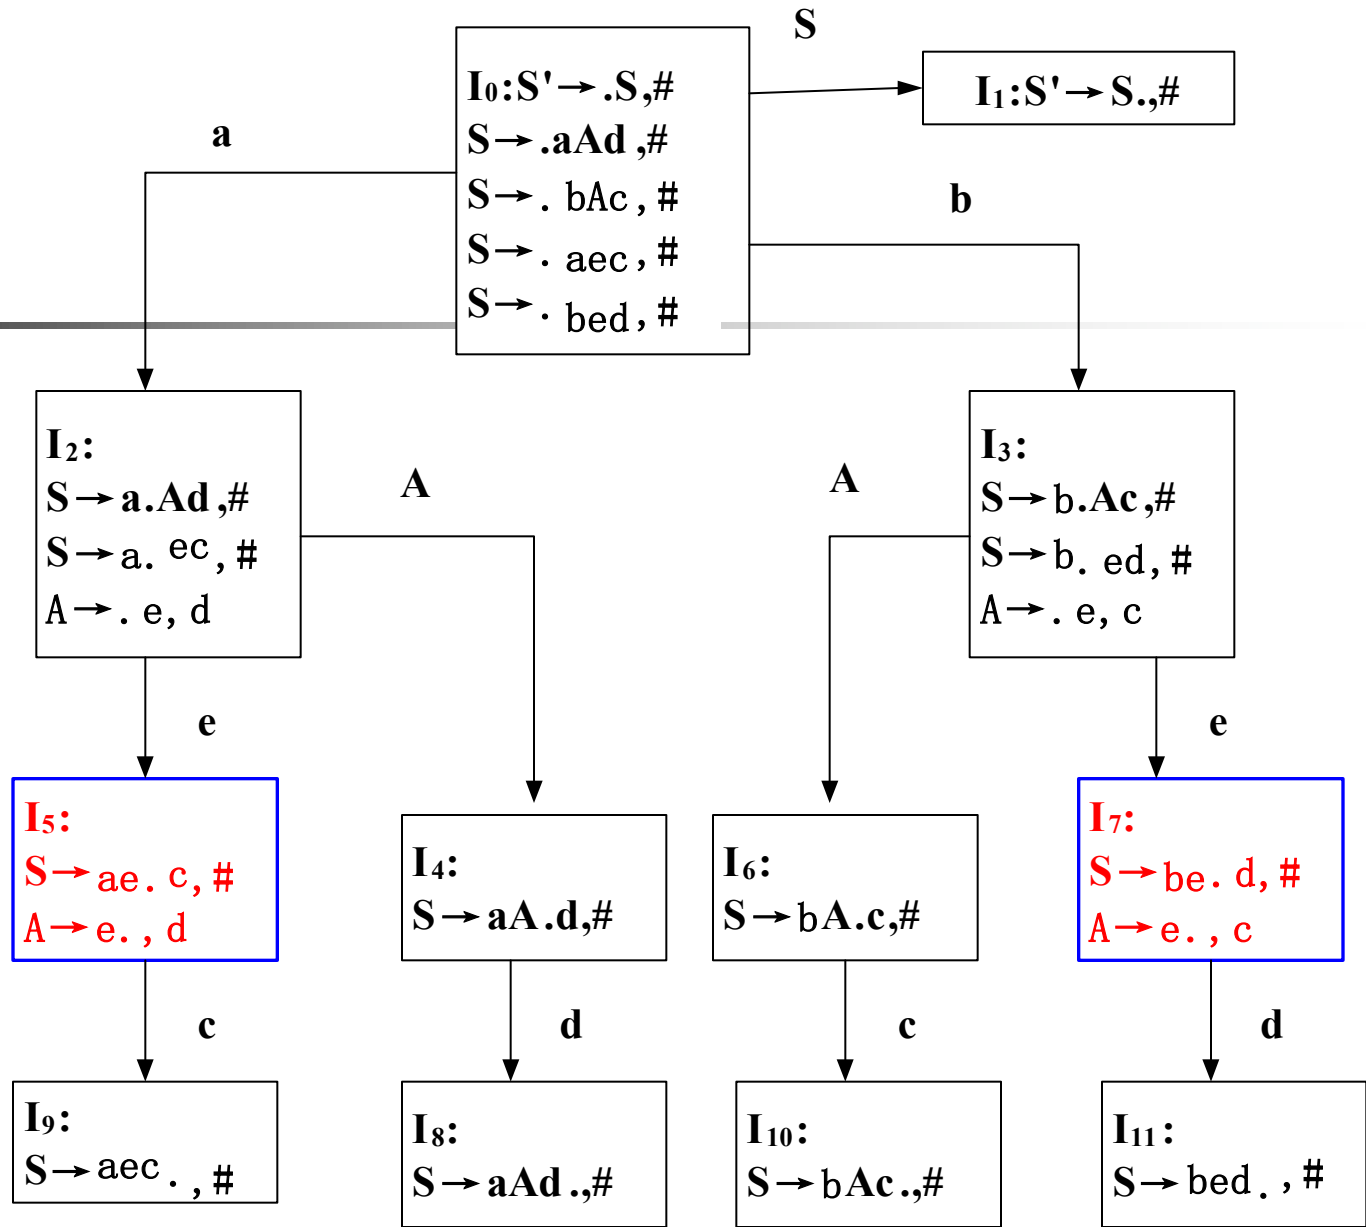 S
I₀:S'→.S,#
S→.aAd,#
S→.bAc,#
S→.aec,#
S→.bed,#
I₁:S'→S.,#
a
b
I₂:
S→a.Ad,#
S→a.ec,#
A→.e,d
A
A
I₃:
S→b.Ac,#
S→b.ed,#
A→.e,c
e
e
I₅:
S→ae.c,#
A→e.,d
I₄:
S→aA.d,#
I₆:
S→bA.c,#
I₇:
S→be.d,#
A→e.,c
c
d
c
d
I₉:
S→aec.,#
I₈:
S→aAd.,#
I₁₀:
S→bAc.,#
I₁₁:
S→bed.,#